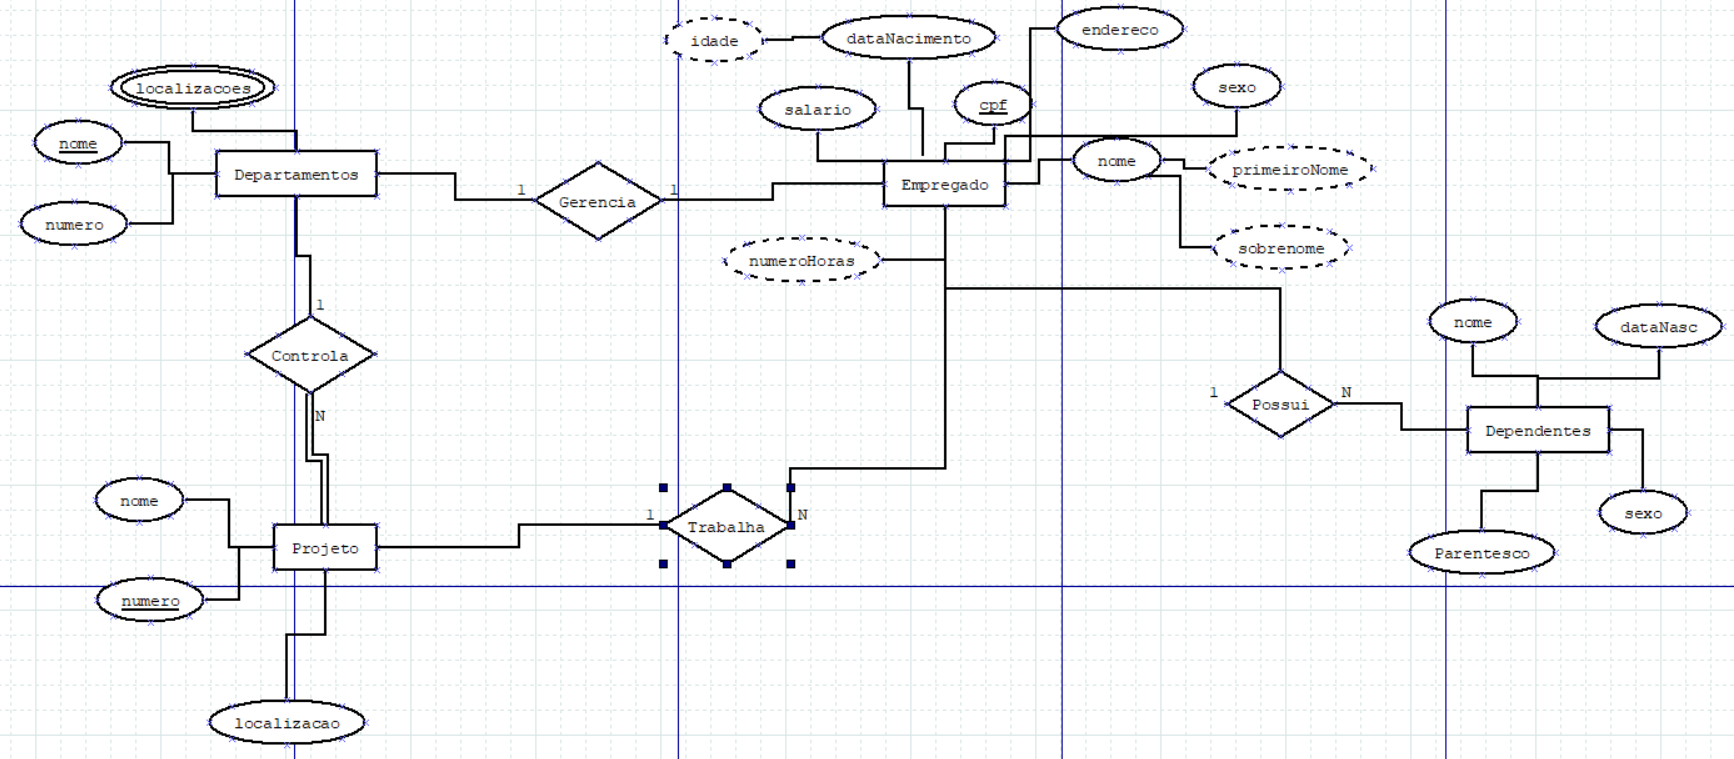 idade
dataNacimento
endereco
localizacoes
salario
cpf
sexo
nome
Departamentos
numero
1
Gerencia
1
Empregado
nome
primeiroNome
sobrenome
numeroHoras
1
Controla
N
nome
dataNasc
1
Possui
N
Dependentes
nome
1
Trabalha
N
sexo
Projeto
Parentesco
numero
localizacao